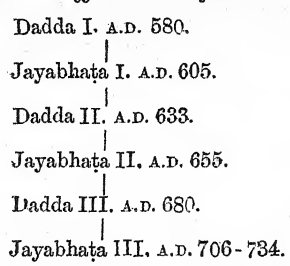 Dadda I. A.D. 580.
Jayabhaṭa I. A.D. 605.
Dadda II. A.D. 633.
Jayabhaṭa II. A.D. 655.
Dadda III. A.D. 680.
Jayabhaṭa III. A.D. 706-734.